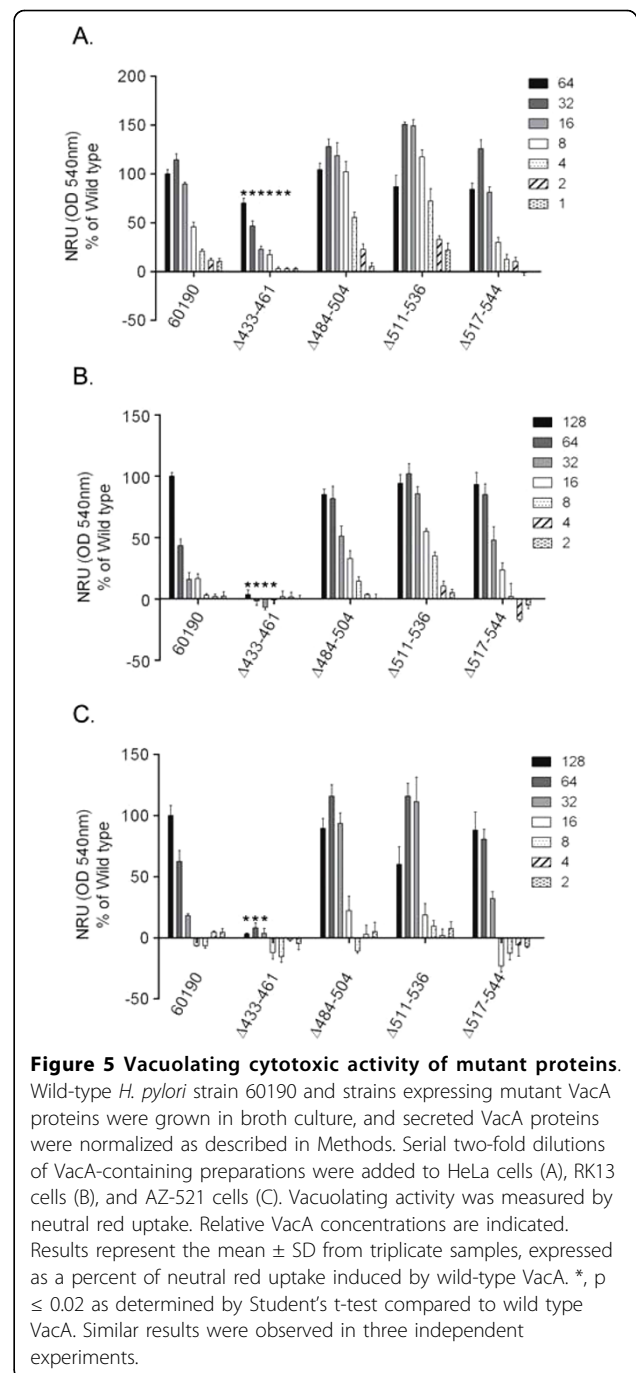 A.
200
150
100
50
0
-50
NRU (OD 540nm)
% of Wild type
******
64
32
16
8
4
2
1
60190
Δ433-461
Δ484-504
Δ511-536
Δ517-544
B.
150
100
50
0
-50
NRU (OD 540nm)
% of Wild type
****
128
64
32
16
8
4
2
60190
Δ433-461
Δ484-504
Δ511-536
Δ517-544
C.
150
100
50
0
-50
NRU (OD 540nm)
% of Wild type
***
128
64
32
16
8
4
2
60190
Δ433-461
Δ484-504
Δ511-536
Δ517-544
Figure 5 Vacuolating cytotoxic activity of mutant proteins.
Wild-type H. pylori strain 60190 and strains expressing mutant VacA
proteins were grown in broth culture, and secreted VacA proteins
were normalized as described in Methods. Serial two-fold dilutions
of VacA-containing preparations were added to HeLa cells (A), RK13
cells (B), and AZ-521 cells (C). Vacuolating activity was measured by
neutral red uptake. Relative VacA concentrations are indicated.
Results represent the mean ± SD from triplicate samples, expressed
as a percent of neutral red uptake induced by wild-type VacA. *, p
≤ 0.02 as determined by Student's t-test compared to wild type
VacA. Similar results were observed in three independent
experiments.